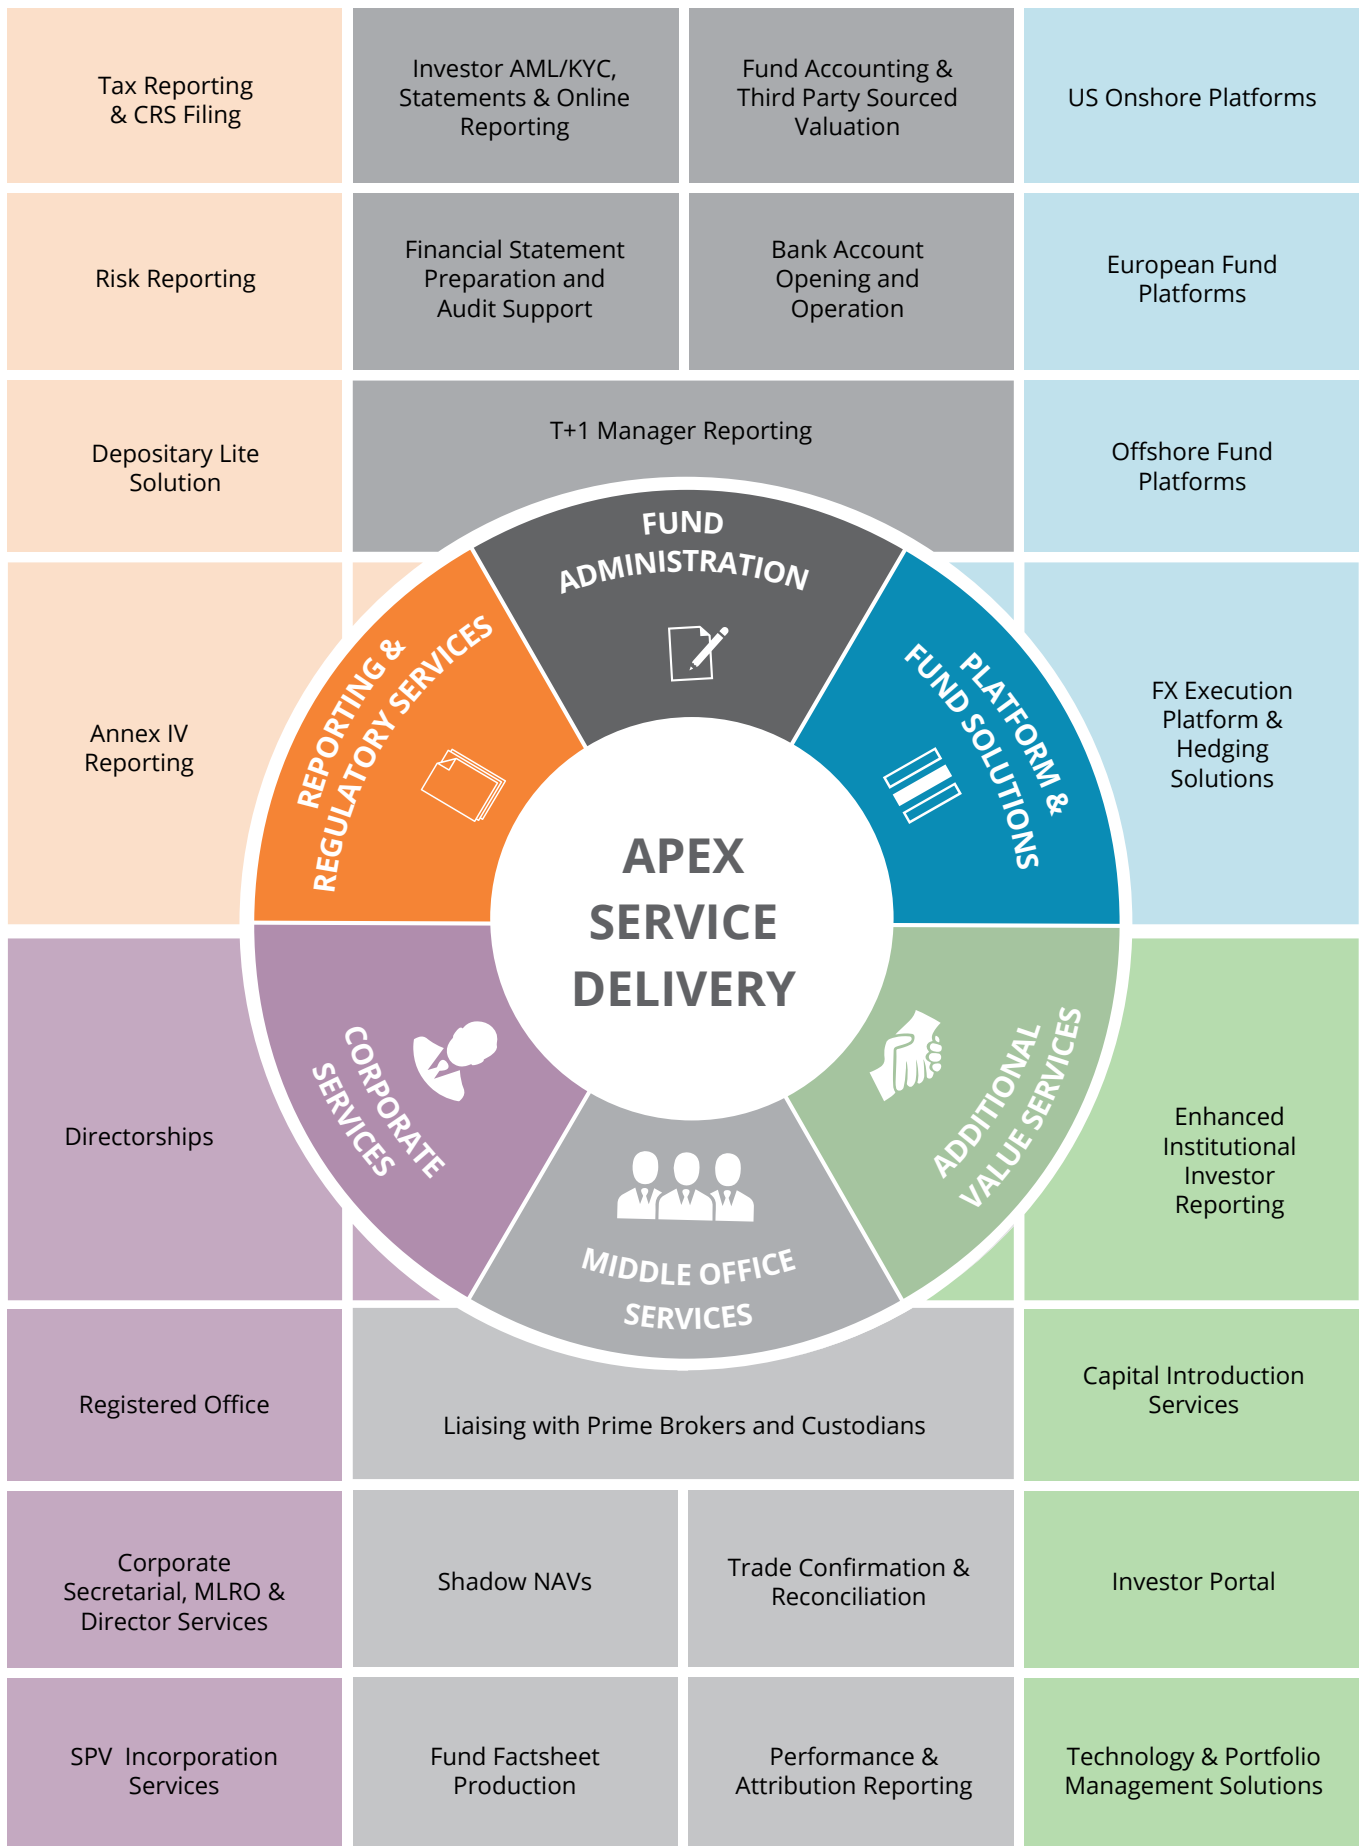 Tax Reporting
& CRS Filing
Investor AML/KYC,
Statements & Online
Reporting
Fund Accounting &
Third Party Sourced
Valuation
US Onshore Platforms
Risk Reporting
Financial Statement
Preparation and
Audit Support
Bank Account
Opening and
Operation
European Fund
Platforms
Depositary Lite
Solution
T+1 Manager Reporting
Offshore Fund
Platforms
Annex IV
Reporting
FX Execution
Platform &
Hedging
Solutions
FUND
ADMINISTRATION
REPORTING &
REGULATORY SERVICES
PLATFORM &
FUND SOLUTIONS
APEX
SERVICE
DELIVERY
CORPORATE
SERVICES
ADDITIONAL
VALUE SERVICES
MIDDLE OFFICE
SERVICES
Directorships
Enhanced
Institutional
Investor
Reporting
Registered Office
Liaising with Prime Brokers and Custodians
Capital Introduction
Services
Corporate
Secretarial, MLRO &
Director Services
Shadow NAVs
Trade Confirmation &
Reconciliation
Investor Portal
SPV  Incorporation
Services
Fund Factsheet
Production
Performance &
Attribution Reporting
Technology & Portfolio
Management Solutions